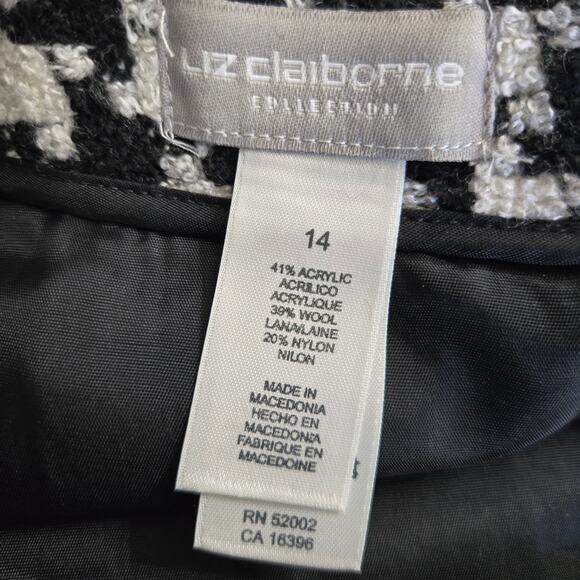 Liz claiborne
COLLECTION
14
41% ACRYLIC
ACRILICO
ACRYLIQUE
39% WOOL
LANA/LAINE
20% NYLON
NILON
MADE IN
MACEDONIA
HECHO EN
MACEDONIA
FABRIQUE EN
MACEDOINE
RN 52002
CA 16396